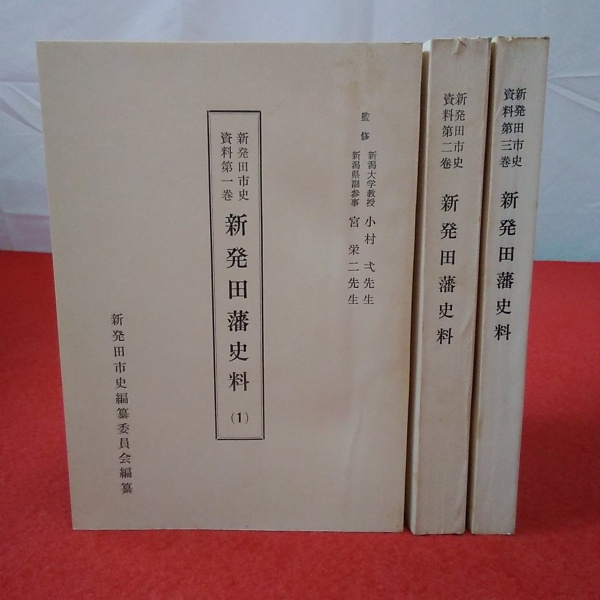 監修
新潟大学教授 小村弌先生
新潟県副参事 宮栄二先生
新発田市史
資料第一巻
新発田藩史料
(1)
新発田市史編纂委員会編纂
新発田市史
資料第二巻
新発田藩史料
新発田市史
資料第三巻
新発田藩史料